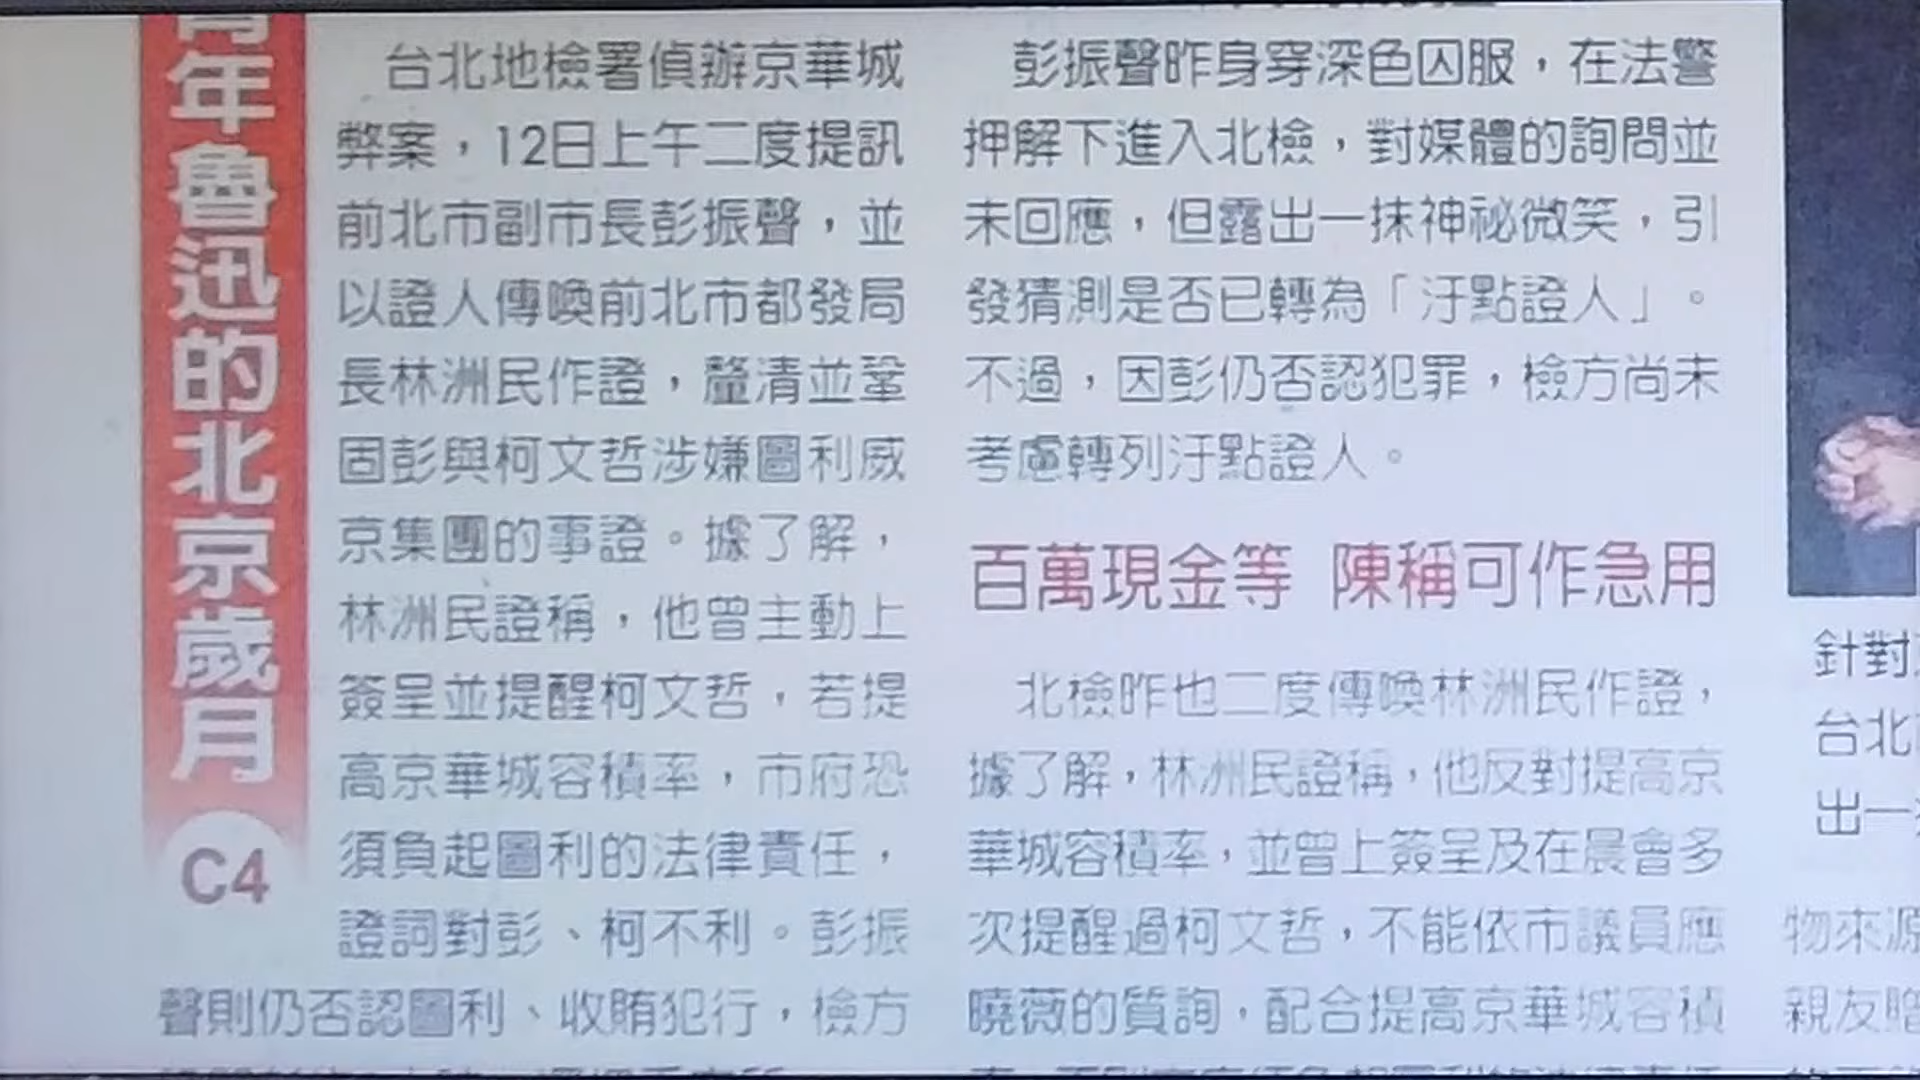 年魯迅的北京歲月
C4
台北地檢署偵辦京華城
弊案，12日上午二度提訊
前北市副市長彭振聲，並
以證人傳喚前北市都發局
長林洲民作證，釐清並鞏
固彭與柯文哲涉嫌圖利威
京集團的事證。據了解，
林洲民證稱，他曾主動上
簽呈並提醒柯文哲，若提
高京華城容積率，市府恐
須負起圖利的法律責任，
證詞對彭、柯不利。彭振
聲則仍否認圖利、收賄犯行，檢方
彭振聲昨身穿深色囚服，在法警
押解下進入北檢，對媒體的詢問並
未回應，但露出一抹神祕微笑，引
發猜測是否已轉為「汙點證人」。
不過，因彭仍否認犯罪，檢方尚未
考慮轉列汙點證人。
百萬現金等 陳稱可作急用
北檢昨也二度傳喚林洲民作證，
據了解，林洲民證稱，他反對提高京
華城容積率，並曾上簽呈及在晨會多
次提醒過柯文哲，不能依市議員應
曉薇的質詢，配合提高京華城容積
針對
台北
出一
物來源
親友贈